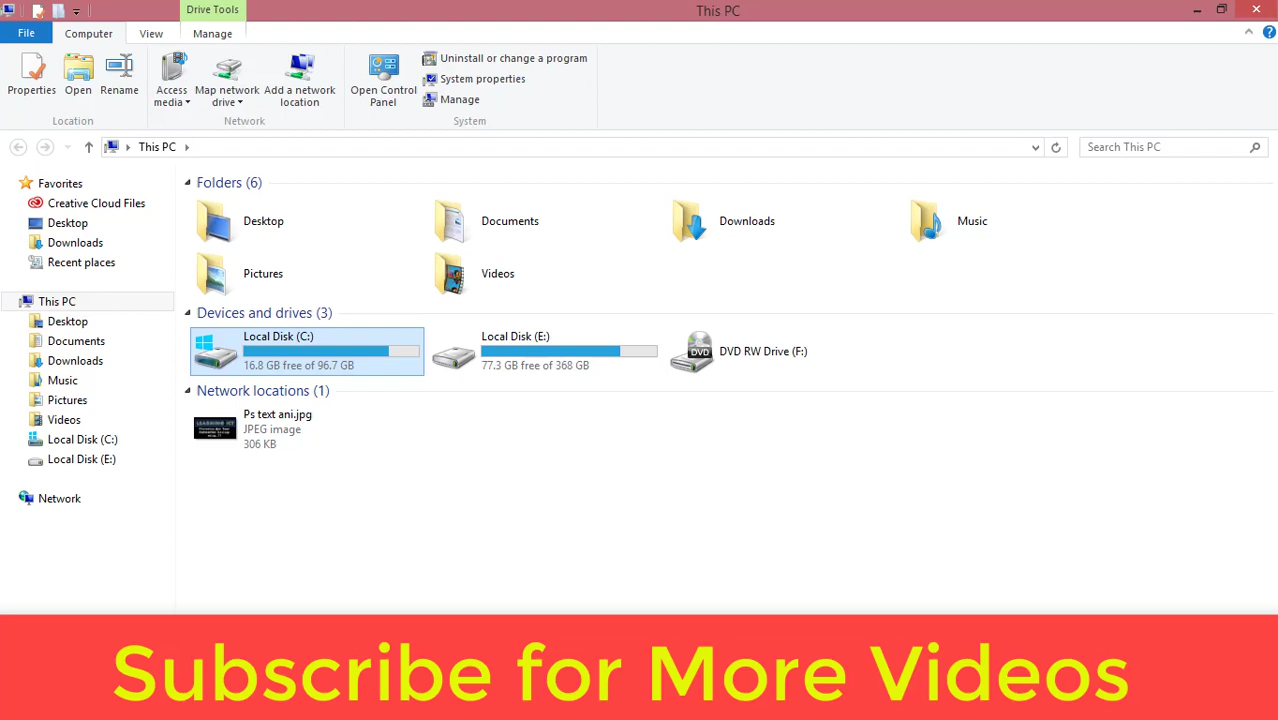 Drive Tools
This PC
File
Computer
View
Manage
Properties
Open
Rename
Access media
Map network drive
Add a network location
Open Control Panel
Uninstall or change a program
System properties
Manage
Location
Network
System
This PC
Search This PC
Favorites
Creative Cloud Files
Desktop
Downloads
Recent places
This PC
Desktop
Documents
Downloads
Music
Pictures
Videos
Local Disk (C:)
Local Disk (E:)
Network
Folders (6)
Desktop
Documents
Downloads
Music
Pictures
Videos
Devices and drives (3)
Local Disk (C:)
16.8 GB free of 96.7 GB
Local Disk (E:)
77.3 GB free of 368 GB
DVD
DVD RW Drive (F:)
Network locations (1)
Ps text ani.jpg
JPEG image
306 KB
Subscribe for More Videos